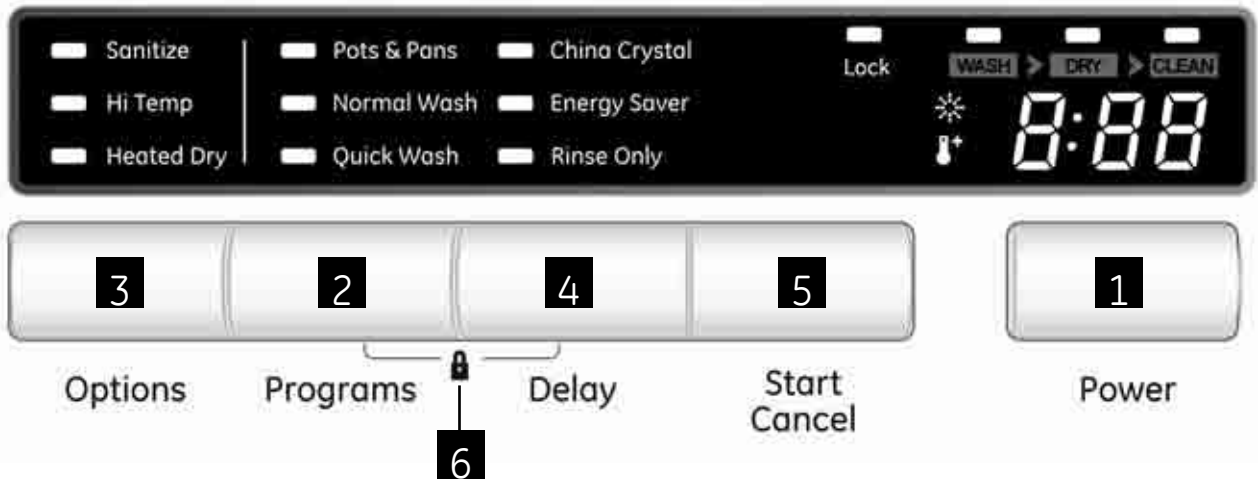 Sanitize Pots & Pans China Crystal
Lock
WASH > DRY > CLEAN
Hi Temp Normal Wash Energy Saver
Heated Dry Quick Wash Rinse Only
8:88
3 2 4 5 1
Options Programs Delay Start Cancel Power
6